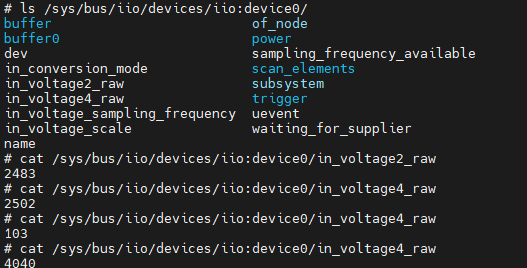 # ls /sys/bus/iio/devices/iio:device0/
buffer of_node
buffer0 power
dev sampling_frequency_available
in_conversion_mode scan_elements
in_voltage2_raw subsystem
in_voltage4_raw trigger
in_voltage_sampling_frequency uevent
in_voltage_scale waiting_for_supplier
name
# cat /sys/bus/iio/devices/iio:device0/in_voltage2_raw
2483
# cat /sys/bus/iio/devices/iio:device0/in_voltage4_raw
2502
# cat /sys/bus/iio/devices/iio:device0/in_voltage4_raw
103
# cat /sys/bus/iio/devices/iio:device0/in_voltage4_raw
4040